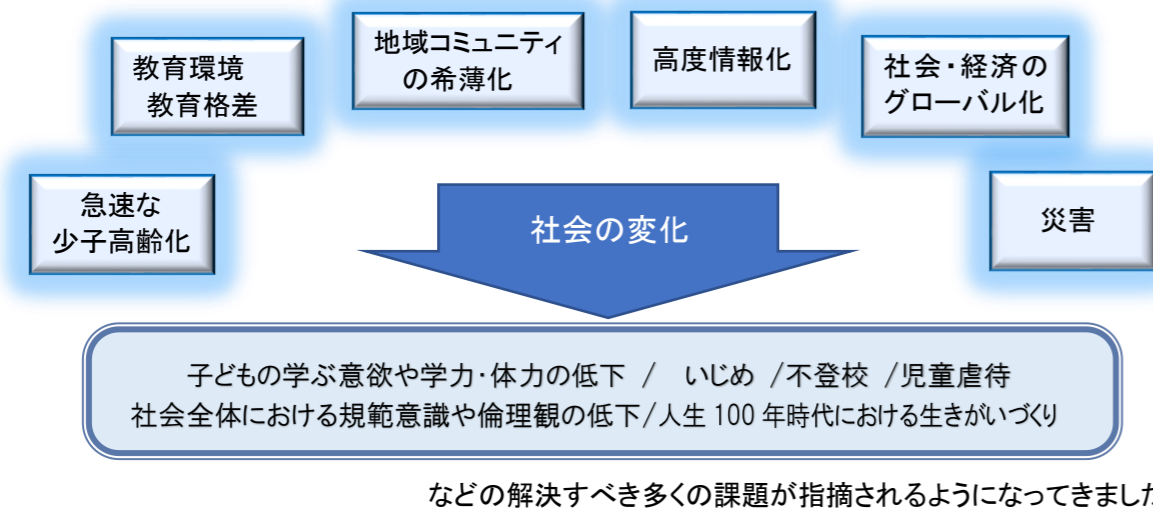 地域コミュニティ
の希薄化
高度情報化
教育環境
教育格差
社会・経済の
グローバル化
急速な
少子高齢化
社会の変化
災害
子どもの学ぶ意欲や学力・体力の低下 / いじめ /不登校 /児童虐待
社会全体における規範意識や倫理観の低下/人生 100 年時代における生きがいづくり
などの解決すべき多くの課題が指摘されるようになってきました